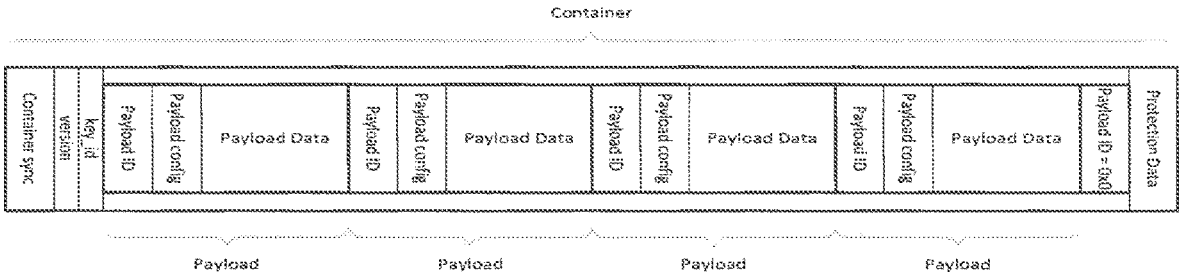 Container
Container sync
version
key_id
Payload ID
Payload config
Payload Data
Payload ID
Payload config
Payload Data
Payload ID
Payload config
Payload Data
Payload ID
Payload config
Payload Data
Payload ID = 0x0
Protection Data
Payload
Payload
Payload
Payload